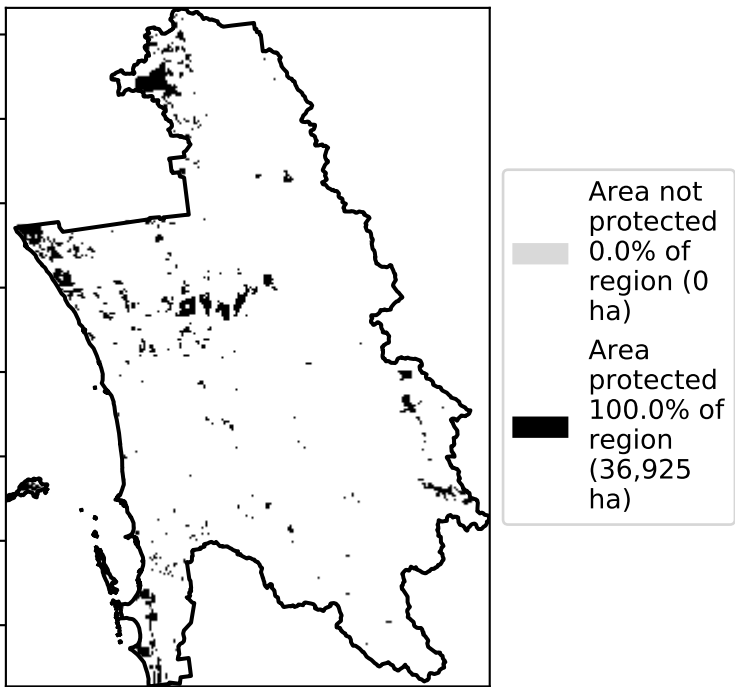 Area not
protected
0.0% of
region (0
ha)
Area
protected
100.0% of
region
(36,925
ha)